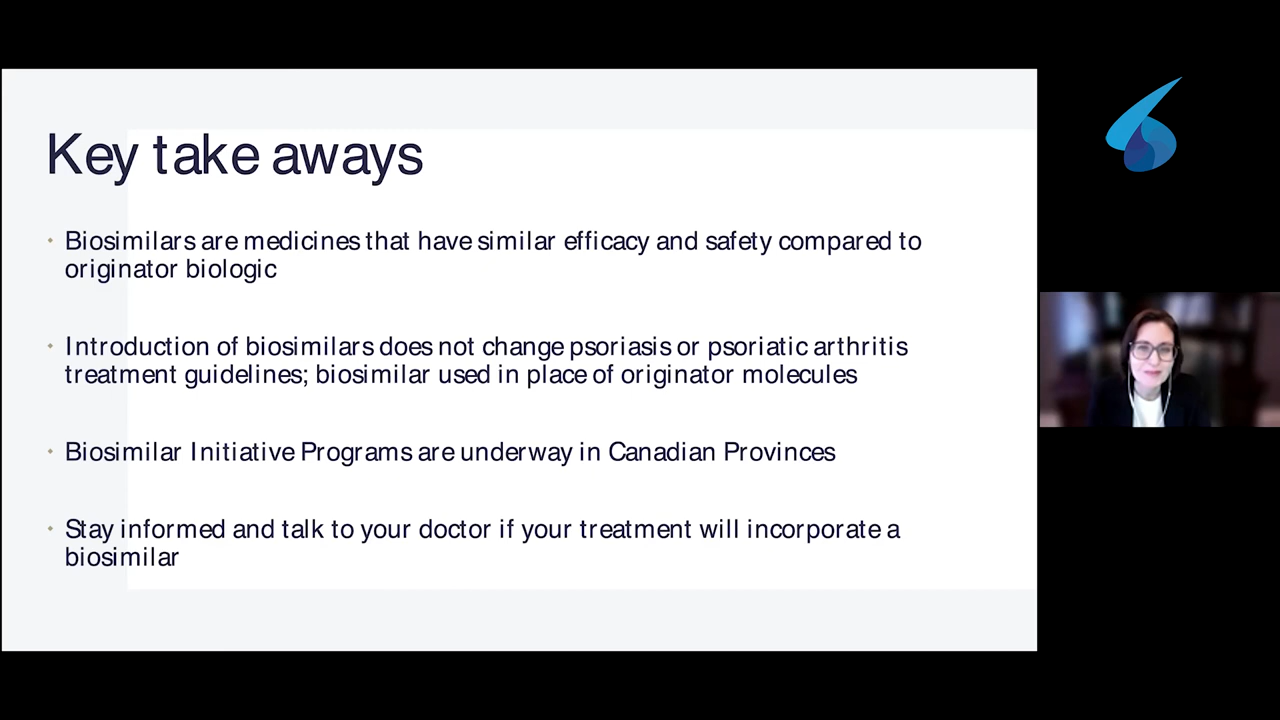 Key take aways
Biosimilars are medicines that have similar efficacy and safety compared to
originator biologic
Introduction of biosimilars does not change psoriasis or psoriatic arthritis
treatment guidelines; biosimilar used in place of originator molecules
Biosimilar Initiative Programs are underway in Canadian Provinces
Stay informed and talk to your doctor if your treatment will incorporate a
biosimilar